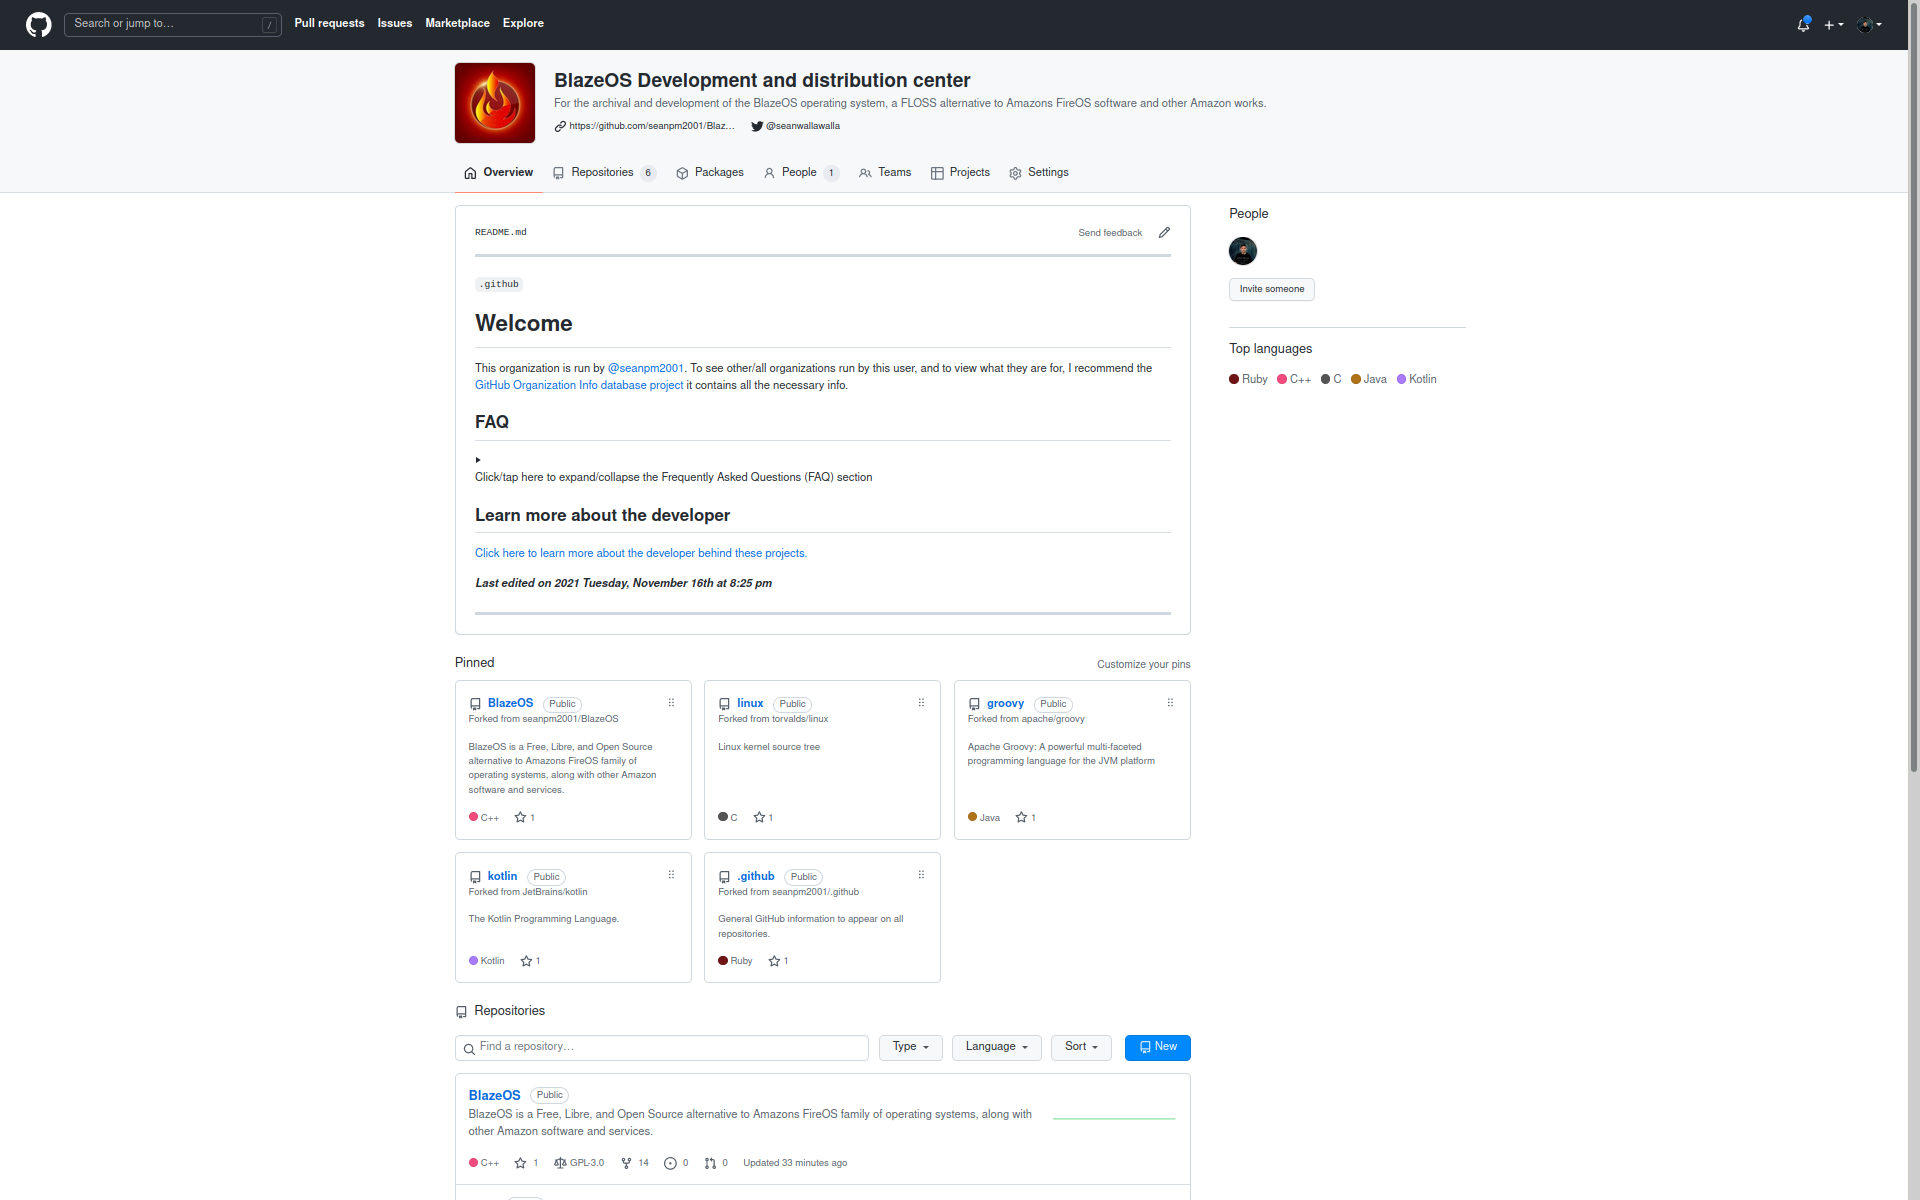 Search or jump to...
/
Pull requests Issues Marketplace Explore
BlazeOS Development and distribution center
For the archival and development of the BlazeOS operating system, a FLOSS alternative to Amazons FireOS software and other Amazon works.
https://github.com/seanpm2001/Blaz... @seanwallawalla
Overview Repositories 6 Packages People 1 Teams Projects Settings
README.md
Send feedback
.github
Welcome
This organization is run by @seanpm2001. To see other/all organizations run by this user, and to view what they are for, I recommend the
GitHub Organization Info database project it contains all the necessary info.
FAQ
Click/tap here to expand/collapse the Frequently Asked Questions (FAQ) section
Learn more about the developer
Click here to learn more about the developer behind these projects.
Last edited on 2021 Tuesday, November 16th at 8:25 pm
People
Invite someone
Top languages
Ruby C++ C Java Kotlin
Pinned
Customize your pins
BlazeOS Public
Forked from seanpm2001/BlazeOS
BlazeOS is a Free, Libre, and Open Source
alternative to Amazons FireOS family of
operating systems, along with other Amazon
software and services.
C++ 1
linux Public
Forked from torvalds/linux
Linux kernel source tree
C 1
groovy Public
Forked from apache/groovy
Apache Groovy: A powerful multi-faceted
programming language for the JVM platform
Java 1
kotlin Public
Forked from JetBrains/kotlin
The Kotlin Programming Language.
Kotlin 1
.github Public
Forked from seanpm2001/.github
General GitHub information to appear on all
repositories.
Ruby 1
Repositories
Find a repository...
Type Language Sort New
BlazeOS Public
BlazeOS is a Free, Libre, and Open Source alternative to Amazons FireOS family of operating systems, along with
other Amazon software and services.
C++ 1 GPL-3.0 14 0 0 Updated 33 minutes ago